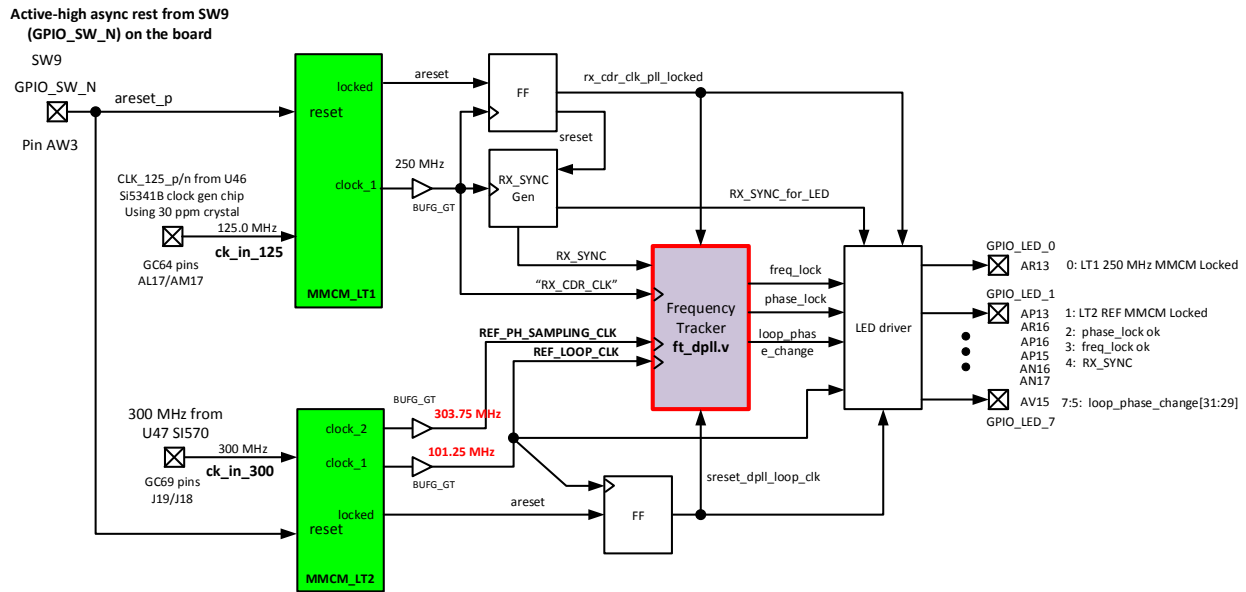 Active-high async rest from SW9
(GPIO_SW_N) on the board
SW9
GPIO_SW_N
areset_p
Pin AW3
CLK_125_p/n from U46
Si5341B clock gen chip
Using 30 ppm crystal
125.0 MHz
ck_in_125
GC64 pins
AL17/AM17
locked
reset
clock_1
MMCM_LT1
areset
250 MHz
BUFG_GT
FF
rx_cdr_clk_pll_locked
sreset
RX_SYNC
Gen
RX_SYNC_for_LED
RX_SYNC
“RX_CDR_CLK”
REF_PH_SAMPLING_CLK
REF_LOOP_CLK
Frequency
Tracker
ft_dpll.v
freq_lock
phase_lock
loop_phas
e_change
LED driver
GPIO_LED_0
AR13
0: LT1 250 MHz MMCM Locked
GPIO_LED_1
AP13
1: LT2 REF MMCM Locked
AR16
2: phase_lock ok
AP16
3: freq_lock ok
AP15
4: RX_SYNC
AN16
AN17
AV15
7:5: loop_phase_change[31:29]
GPIO_LED_7
300 MHz from
U47 SI570
300 MHz
ck_in_300
GC69 pins
J19/J18
clock_2
clock_1
locked
reset
MMCM_LT2
BUFG_GT
303.75 MHz
101.25 MHz
BUFG_GT
areset
FF
sreset_dpll_loop_clk